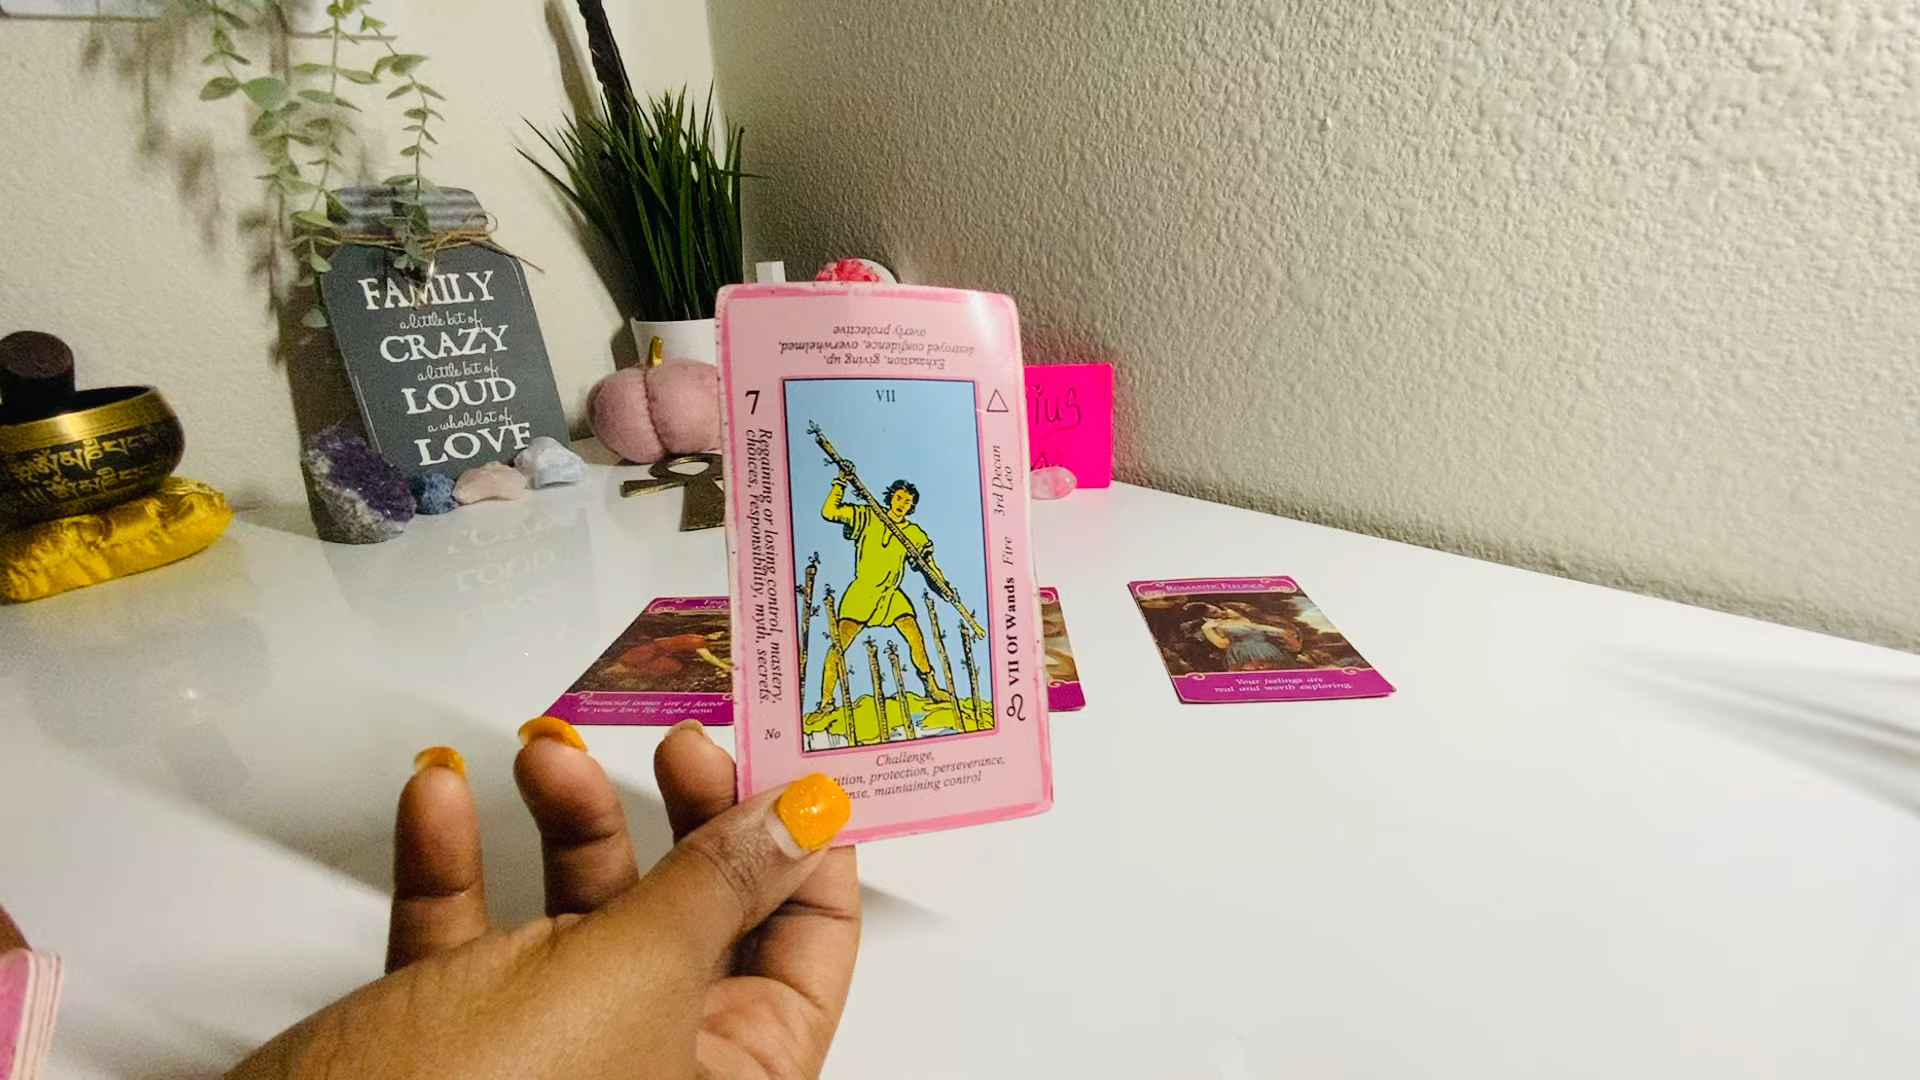 FAMILY
a little bit of
CRAZY
a little bit of
LOUD
a whole lot of
LOVE
Exhaustion, giving up,
destroyed confidence, overwhelmed,
overly protective
7
VII
Regaining or losing control, mastery,
choices, responsibility, myth, secrets.
No
VII Of Wands Fire 3rd Decan
Leo
Challenge,
tition, protection, perseverance,
nse, maintaining control
ius
Financial issues are a factor
in your love life right now.
ROMANTIC FEELINGS
Your feelings are
real and worth exploring.